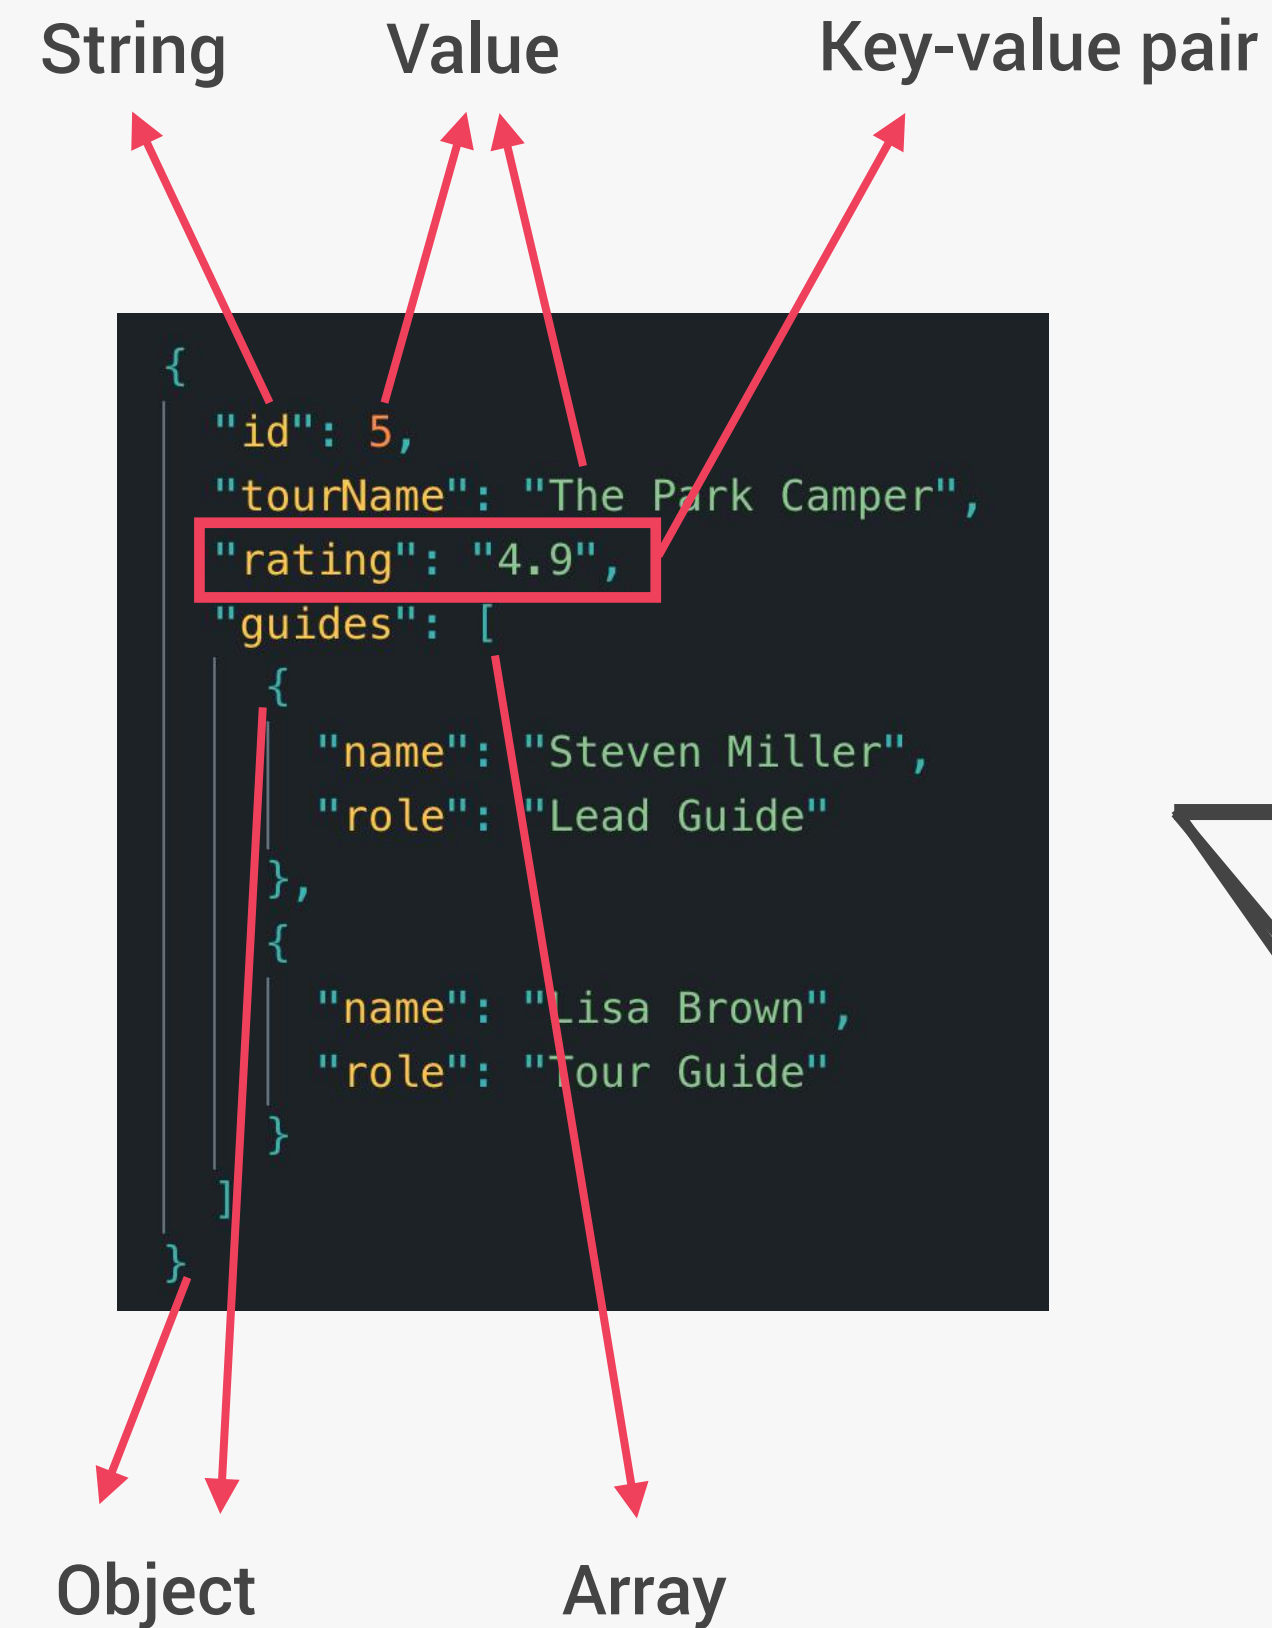 String Value Key-value pair
{
"id": 5,
"tourName": "The Park Camper",
"rating": "4.9",
"guides": [
{
"name": "Steven Miller",
"role": "Lead Guide"
},
{
"name": "Lisa Brown",
"role": "Tour Guide"
}
]
}
Object Array